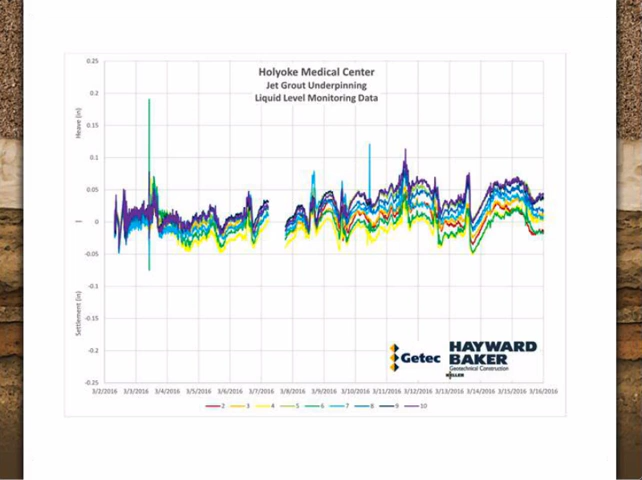 Holyoke Medical Center
Jet Grout Underpinning
Liquid Level Monitoring Data
Heave (in)
Settlement (in)
0.25
0.2
0.15
0.1
0.05
0
-0.05
-0.1
-0.15
-0.2
-0.25
3/2/2016 3/3/2016 3/4/2016 3/5/2016 3/6/2016 3/7/2016 3/8/2016 3/9/2016 3/10/2016 3/11/2016 3/12/2016 3/13/2016 3/14/2016 3/15/2016 3/16/2016
2 3 4 5 6 7 8 9 10
Getec
HAYWARD
BAKER
Geotechnical Construction
KELLER